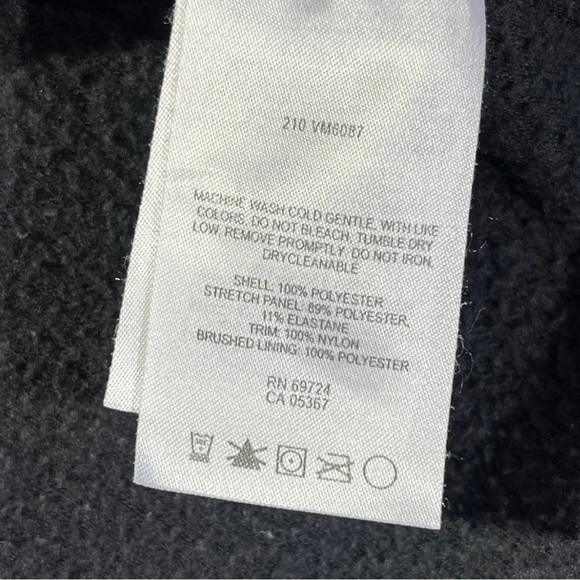 210 VM6087
MACHINE WASH COLD GENTLE, WITH LIKE
COLORS, DO NOT BLEACH, TUMBLE DRY
LOW, REMOVE PROMPTLY, DO NOT IRON,
DRYCLEANABLE
SHELL: 100% POLYESTER
STRETCH PANEL: 89% POLYESTER,
11% ELASTANE
TRIM: 100% NYLON
BRUSHED LINING: 100% POLYESTER
RN 69724
CA 05367